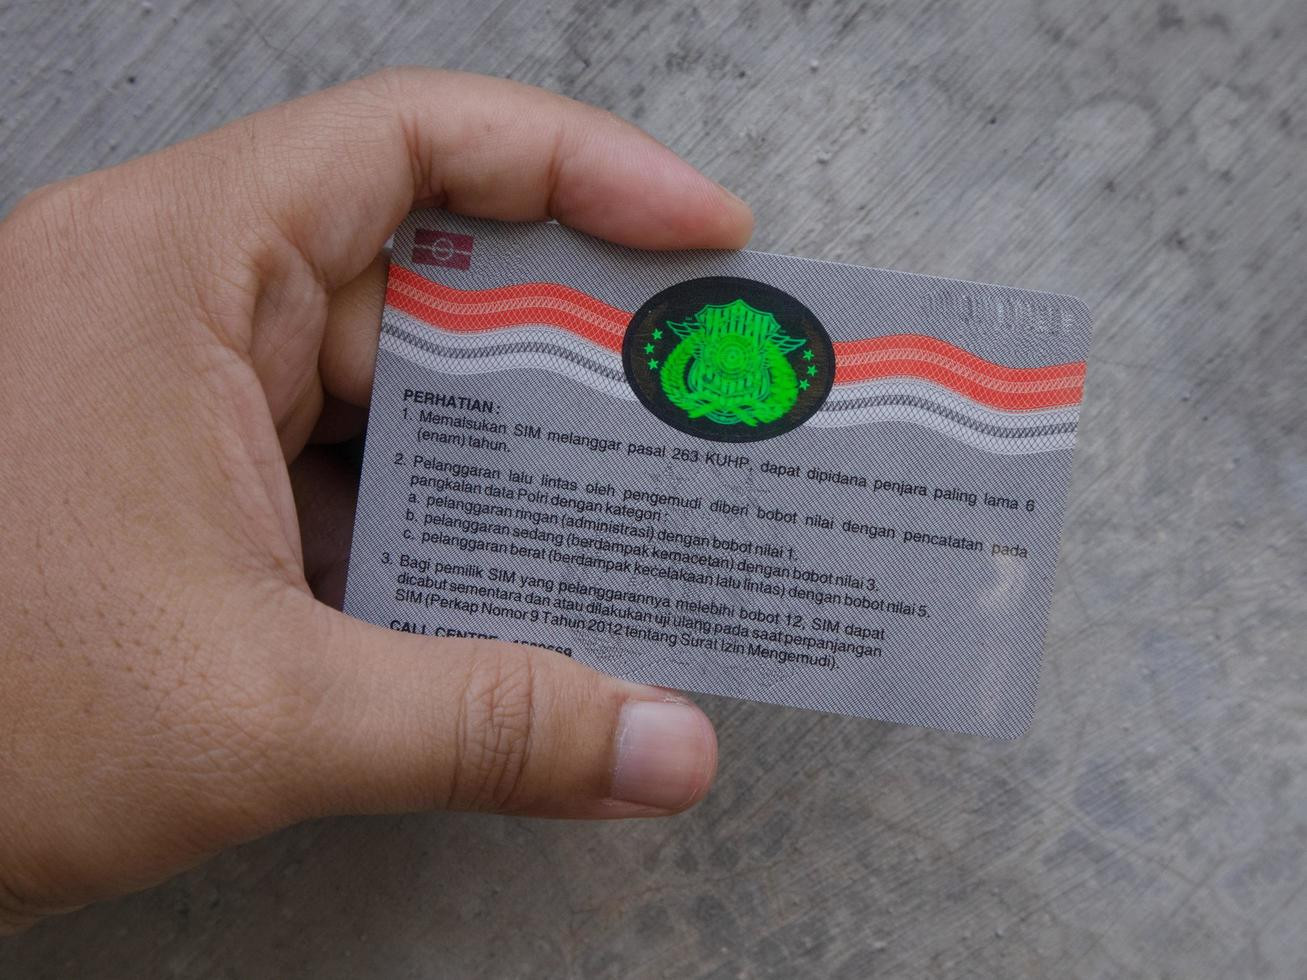 PERHATIAN :
1. Memalsukan SIM melanggar pasal 263 KUHP, dapat dipidana penjara paling lama 6
(enam) tahun.
2. Pelanggaran lalu lintas oleh pengemudi diberi bobot nilai dengan pencatatan pada
pangkalan data Polri dengan kategori :
a. pelanggaran ringan (administrasi) dengan bobot nilai 1.
b. pelanggaran sedang (berdampak kemacetan) dengan bobot nilai 3.
c. pelanggaran berat (berdampak kecelakaan lalu lintas) dengan bobot nilai 5.
3. Bagi pemilik SIM yang pelanggarannya melebihi bobot 12, SIM dapat
dicabut sementara dan atau dilakukan uji ulang pada saat perpanjangan
SIM (Perkap Nomor 9 Tahun 2012 tentang Surat Izin Mengemudi).
CALL CENTRE